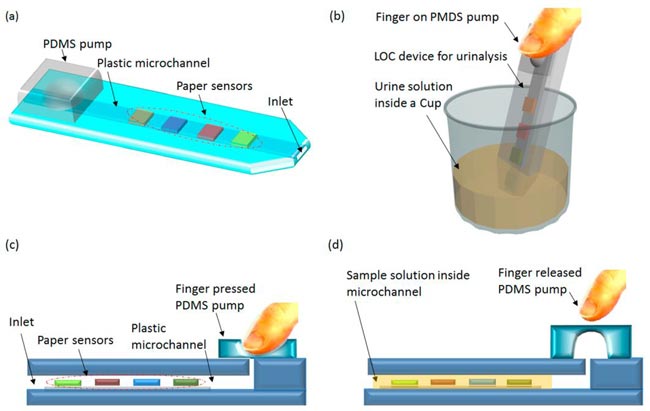 (a)
PDMS pump
Plastic microchannel
Paper sensors
Inlet
(b)
Finger on PMDS pump
LOC device for urinalysis
Urine solution
inside a Cup
(c)
Finger pressed
PDMS pump
Inlet
Paper sensors
Plastic
microchannel
(d)
Sample solution inside
microchannel
Finger released
PDMS pump